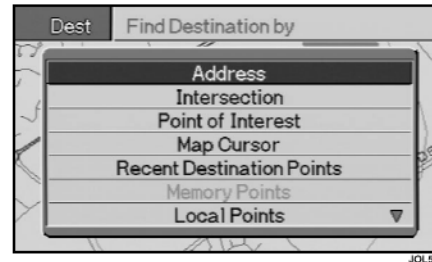 Dest Find Destination by
Address
Intersection
Point of Interest
Map Cursor
Recent Destination Points
Memory Points
Local Points